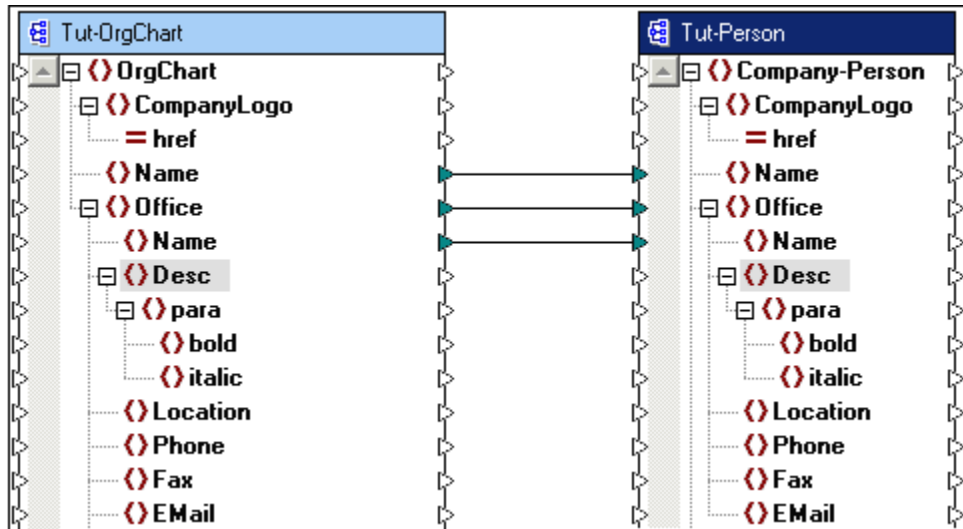 Tut-OrgChart
OrgChart
CompanyLogo
href
Name
Office
Name
Desc
para
bold
italic
Location
Phone
Fax
EMail
Tut-Person
Company-Person
CompanyLogo
href
Name
Office
Name
Desc
para
bold
italic
Location
Phone
Fax
EMail